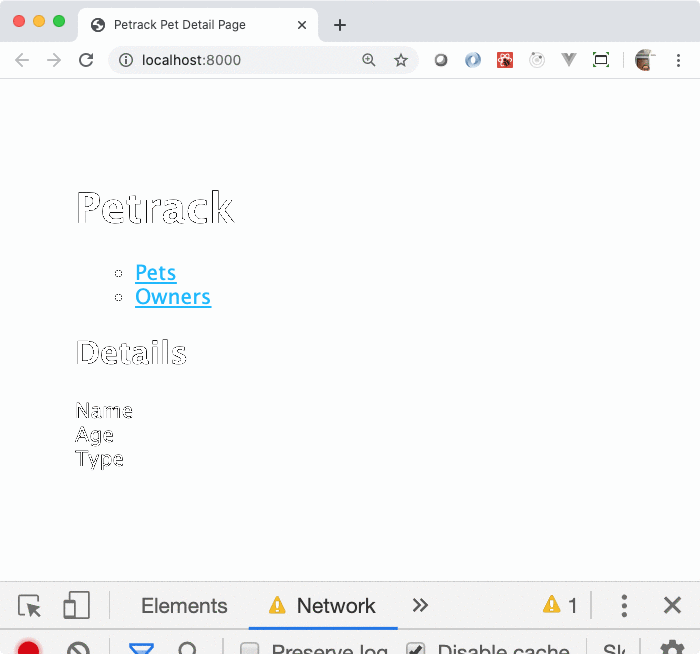 Petrack Pet Detail Page
localhost:8000
Petrack
Pets
Owners
Details
Name
Age
Type
Elements
Network
1
Preserve log
Disable cache